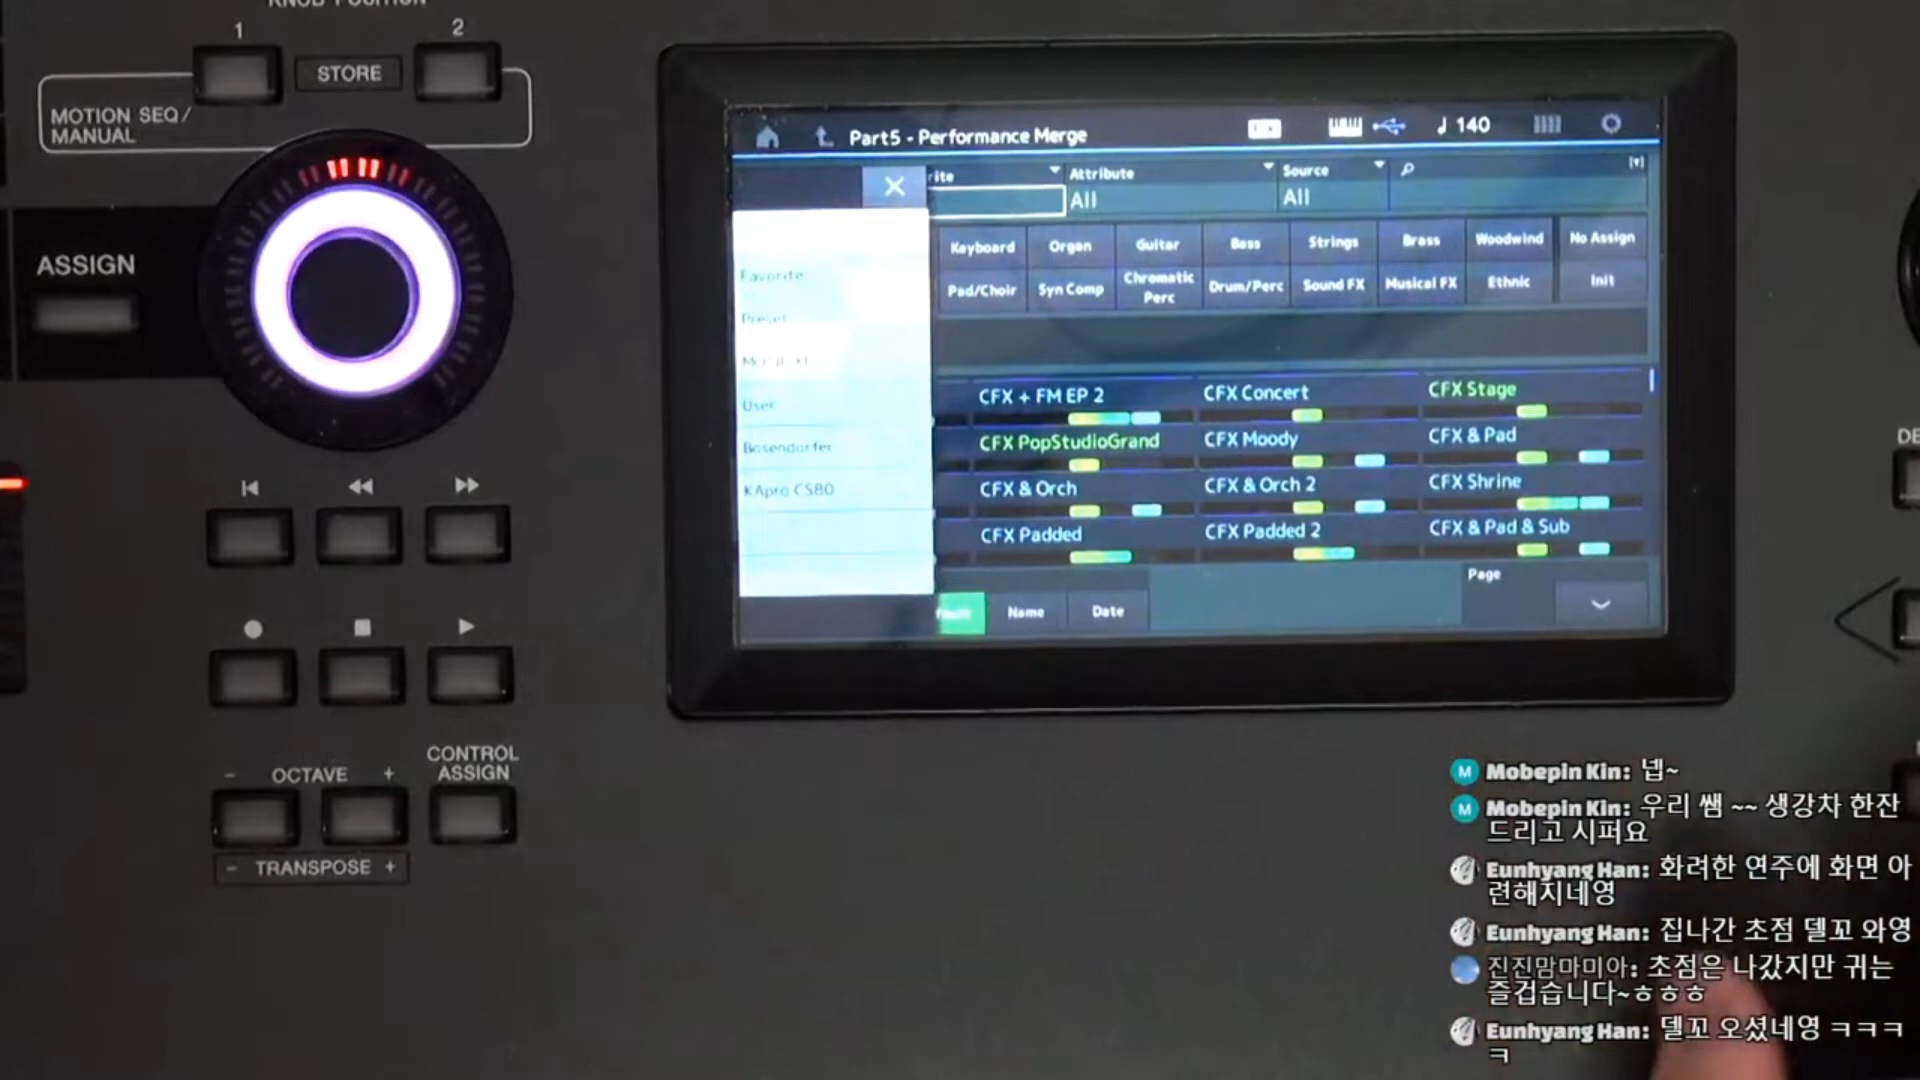 KNOB POSITION
1
2
STORE
MOTION SEQ/
MANUAL
ASSIGN
OCTAVE
- +
CONTROL
ASSIGN
- TRANSPOSE +
Part5 - Performance Merge
♩ 140
rite
Attribute
All
Source
All
Favorite
Preset
User
Bosendorfer
KApro CS80
Keyboard
Organ
Guitar
Bass
Strings
Brass
Woodwind
No Assign
Pad/Choir
Syn Comp
Chromatic
Perc
Drum/Perc
Sound FX
Musical FX
Ethnic
Init
CFX + FM EP 2
CFX Concert
CFX Stage
CFX PopStudioGrand
CFX Moody
CFX & Pad
CFX & Orch
CFX & Orch 2
CFX Shrine
CFX Padded
CFX Padded 2
CFX & Pad & Sub
Name
Date
Page
DE
M Mobepin Kin: 넵~
M Mobepin Kin: 우리 쌤 ~~ 생강차 한잔
드리고 시퍼요
Eunhyang Han: 화려한 연주에 화면 아
련해지네영
Eunhyang Han: 집나간 초점 델꼬 와영
진진맘마미아: 초점은 나갔지만 귀는
즐겁습니다~ㅎㅎㅎ
Eunhyang Han: 델꼬 오셨네영 ㅋㅋㅋ
ㅋ